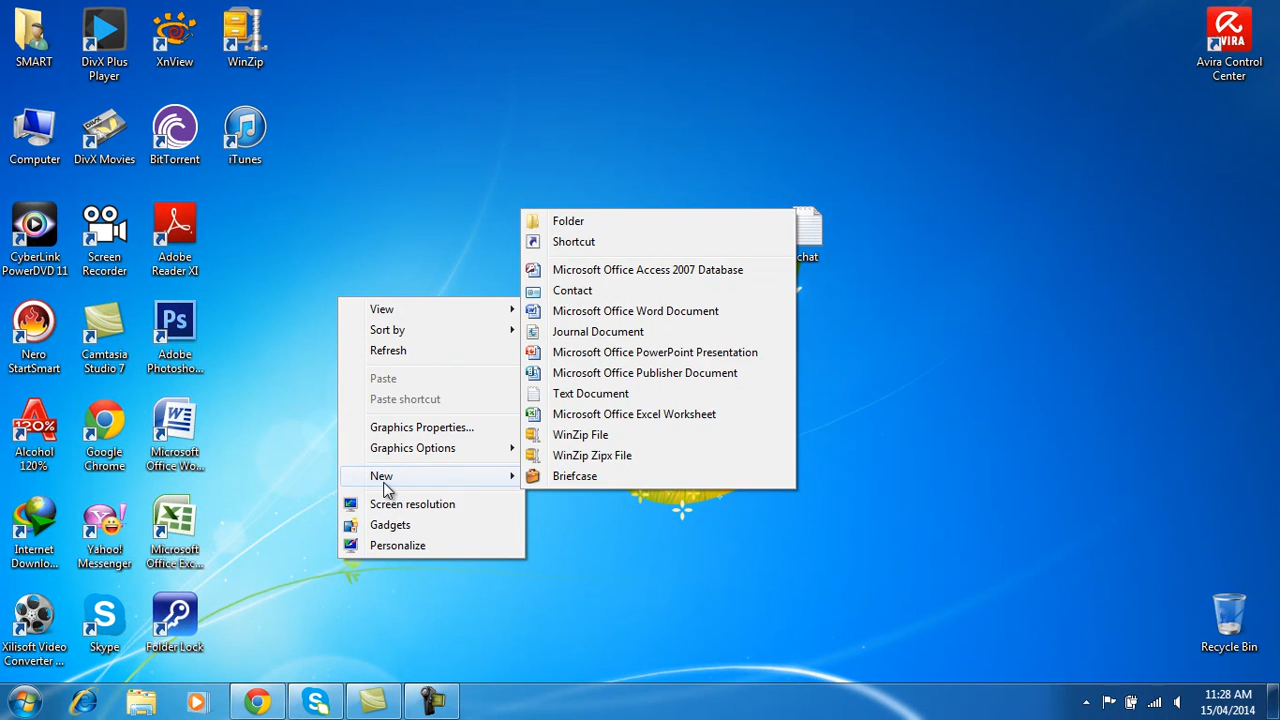 SMART
DivX Plus
Player
XnView
WinZip
VIRA
Avira Control
Center
Computer
DivX Movies
BitTorrent
iTunes
CyberLink
PowerDVD 11
Screen
Recorder
Adobe
Reader XI
chat
Nero
StartSmart
Camtasia
Studio 7
Ps
Adobe
Photosho...
120%
Alcohol
120%
Google
Chrome
Microsoft
Office Wo...
Internet
Downlo...
Yahoo!
Messenger
Microsoft
Office Exc...
Xilisoft Video
Converter ...
Skype
Folder Lock
Recycle Bin
View
Sort by
Refresh
Paste
Paste shortcut
Graphics Properties...
Graphics Options
New
Screen resolution
Gadgets
Personalize
Folder
Shortcut
Microsoft Office Access 2007 Database
Contact
Microsoft Office Word Document
Journal Document
Microsoft Office PowerPoint Presentation
Microsoft Office Publisher Document
Text Document
Microsoft Office Excel Worksheet
WinZip File
WinZip Zipx File
Briefcase
11:28 AM
15/04/2014